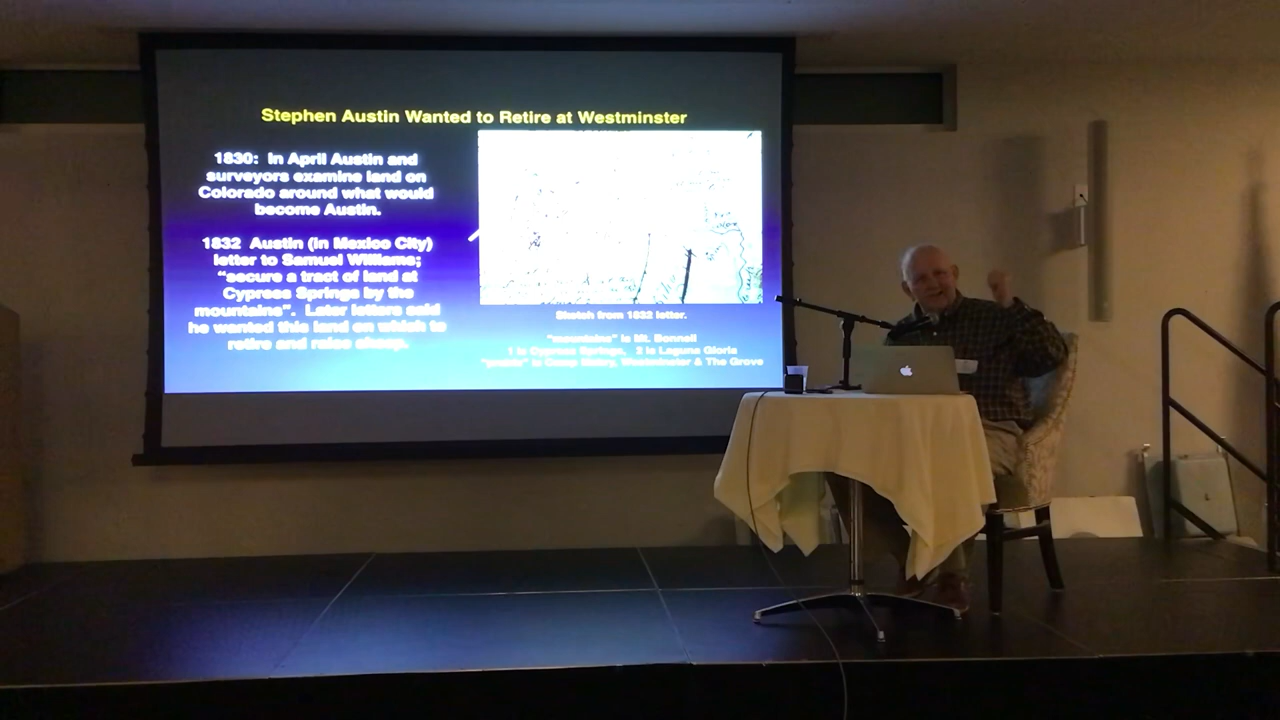 Stephen Austin Wanted to Retire at Westminster
1830: In April Austin and
surveyors examine land on
Colorado around what would
become Austin.
1832 Austin (in Mexico City)
letter to Samuel Williams;
"secure a tract of land at
Cypress Springs by the
mountains". Later letters said
he wanted this land on which to
retire and raise sheep.
Sketch from 1832 letter.
"mountains" is Mt. Bonnell
1 is Cypress Springs, 2 is Laguna Gloria
is Camp Mabry, Westminster & The Grove